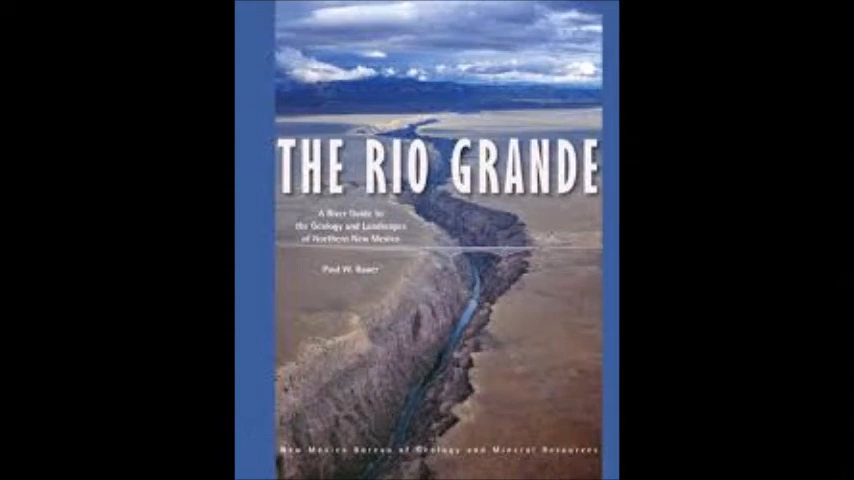 THE RIO GRANDE
A River Guide to
the Geology and Landscapes
of Northern New Mexico
Paul W. Bauer
New Mexico Bureau of Geology and Mineral Resources